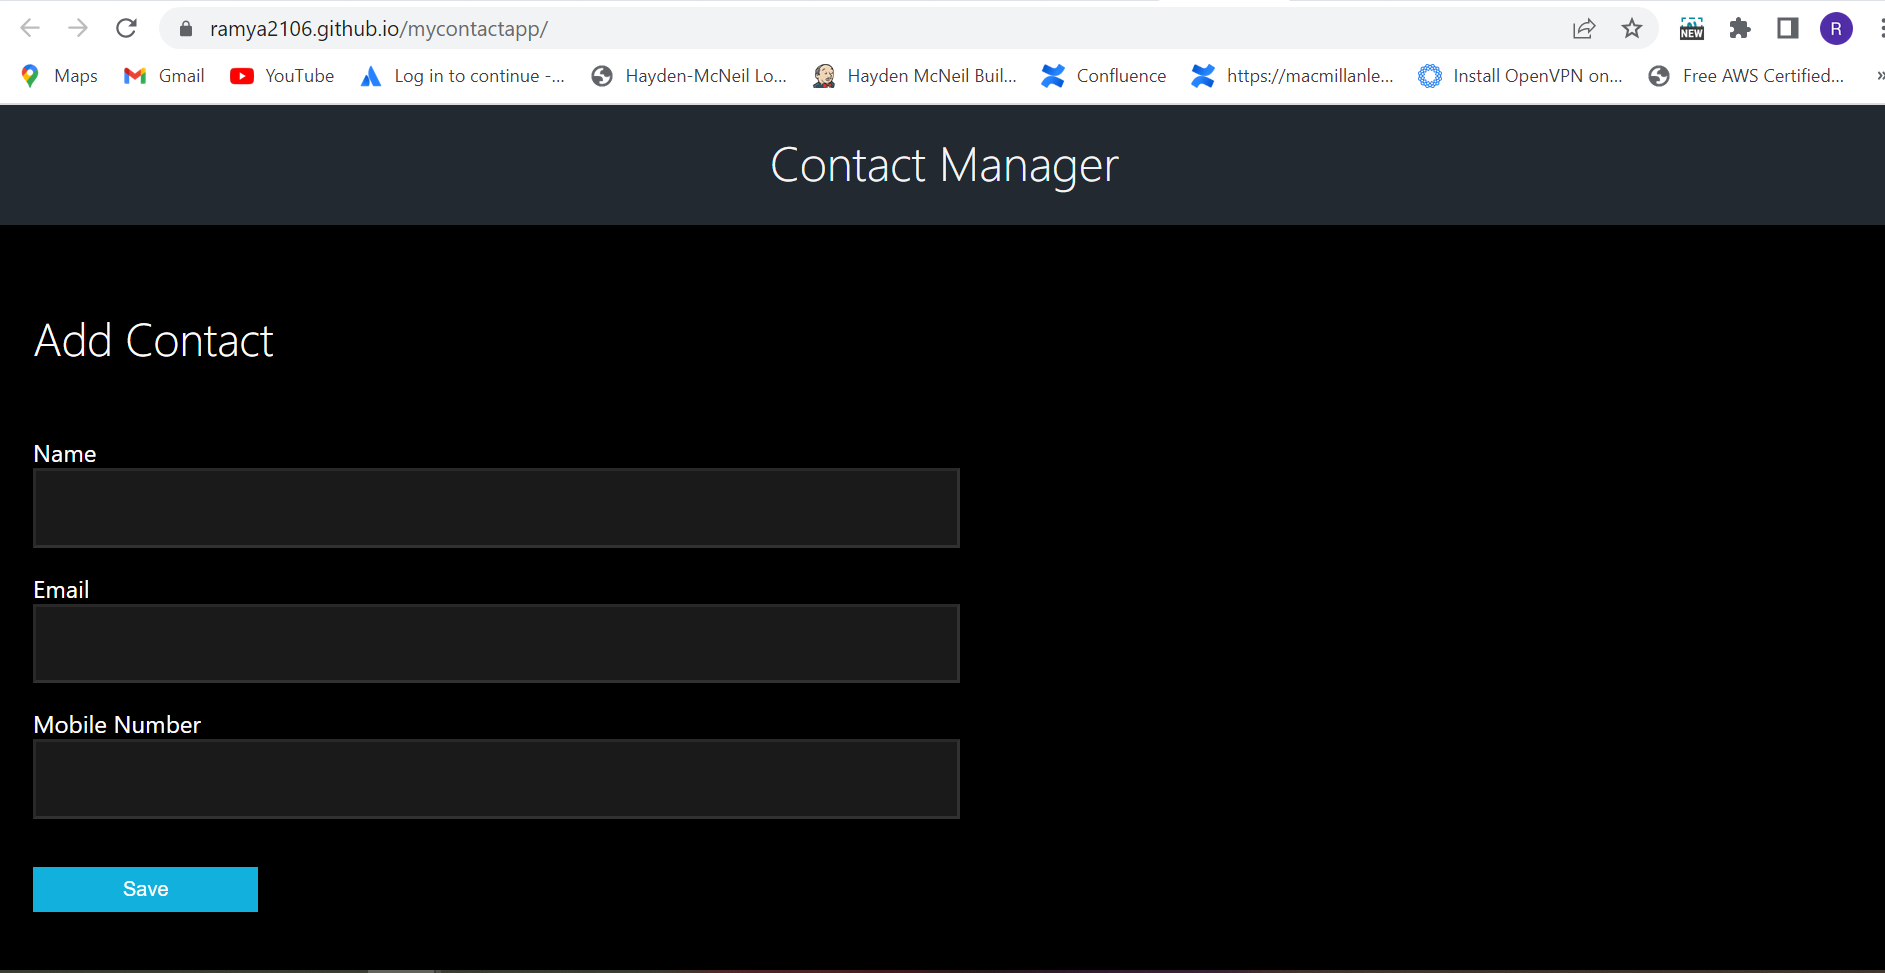 ramya2106.github.io/mycontactapp/
NEW
R
Maps
Gmail
YouTube
Log in to continue -...
Hayden-McNeil Lo...
Hayden McNeil Buil...
Confluence
https://macmillanle...
Install OpenVPN on...
Free AWS Certified...
»
Contact Manager
Add Contact
Name
Email
Mobile Number
Save